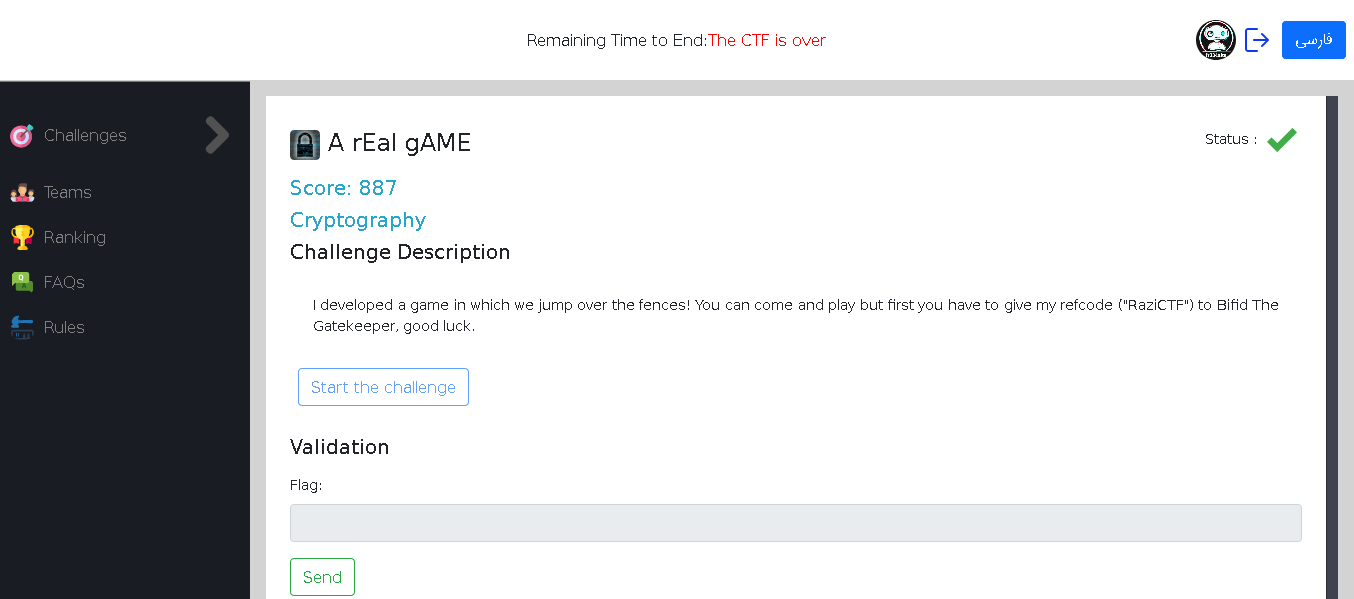 Remaining Time to End:The CTF is over
فارسی
Challenges
Teams
Ranking
FAQs
Rules
A rEal gAME
Status :
Score: 887
Cryptography
Challenge Description
I developed a game in which we jump over the fences! You can come and play but first you have to give my refcode ("RaziCTF") to Bifid The
Gatekeeper, good luck.
Start the challenge
Validation
Flag:
Send